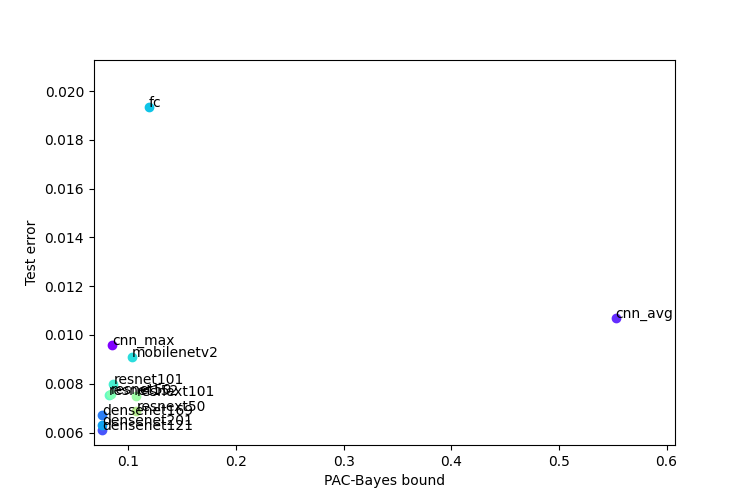 0.020
fc
0.018
0.016
0.014
Test error
0.012
cnn_avg
0.010
cnn_max
mobilenetv2
0.008
resnet101
resnext101
resnext50
densenet169
densenet201
densenet121
0.006
0.1
0.2
0.3
0.4
0.5
0.6
PAC-Bayes bound